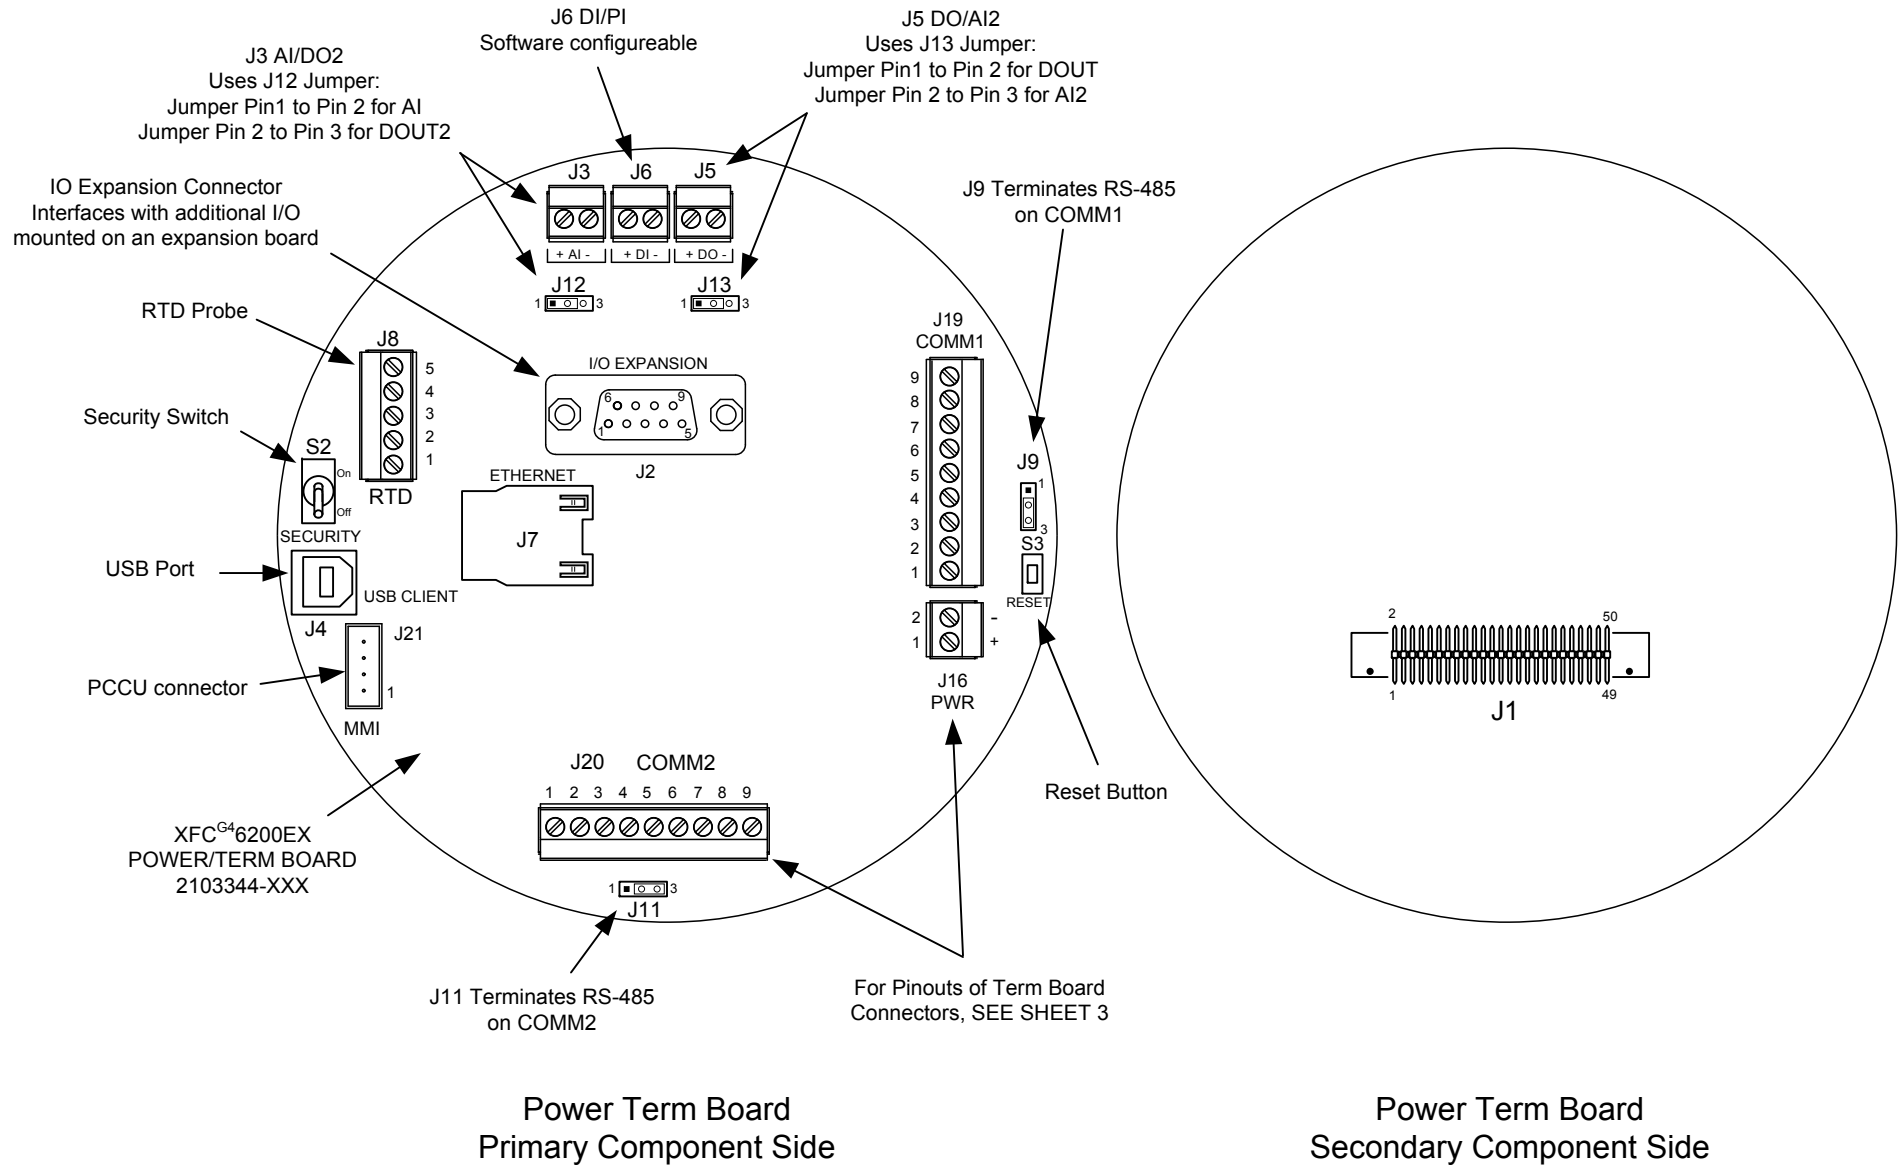 J6 DI/PI
Software configureable
J5 DO/AI2
Uses J13 Jumper:
Jumper Pin1 to Pin 2 for DOUT
Jumper Pin 2 to Pin 3 for AI2
J3 AI/DO2
Uses J12 Jumper:
Jumper Pin1 to Pin 2 for AI
Jumper Pin 2 to Pin 3 for DOUT2
IO Expansion Connector
Interfaces with additional I/O
mounted on an expansion board
J9 Terminates RS-485
on COMM1
J3 J6 J5
+ AI - + DI - + DO -
J12
1 3
J13
1 3
RTD Probe
J8
5
4
3
2
1
RTD
I/O EXPANSION
6 9
1 5
J2
J19
COMM1
9
8
7
6
5
4
3
2
1
Security Switch
S2
On
Off
SECURITY
ETHERNET
J7
J9
1
3
S3
RESET
USB Port
USB CLIENT
J4
2 -
1 +
J16
PWR
J21
1
MMI
PCCU connector
2 50
1 49
J1
J20 COMM2
1 2 3 4 5 6 7 8 9
Reset Button
XFCG46200EX
POWER/TERM BOARD
2103344-XXX
1 3
J11
J11 Terminates RS-485
on COMM2
For Pinouts of Term Board
Connectors, SEE SHEET 3
Power Term Board
Primary Component Side
Power Term Board
Secondary Component Side